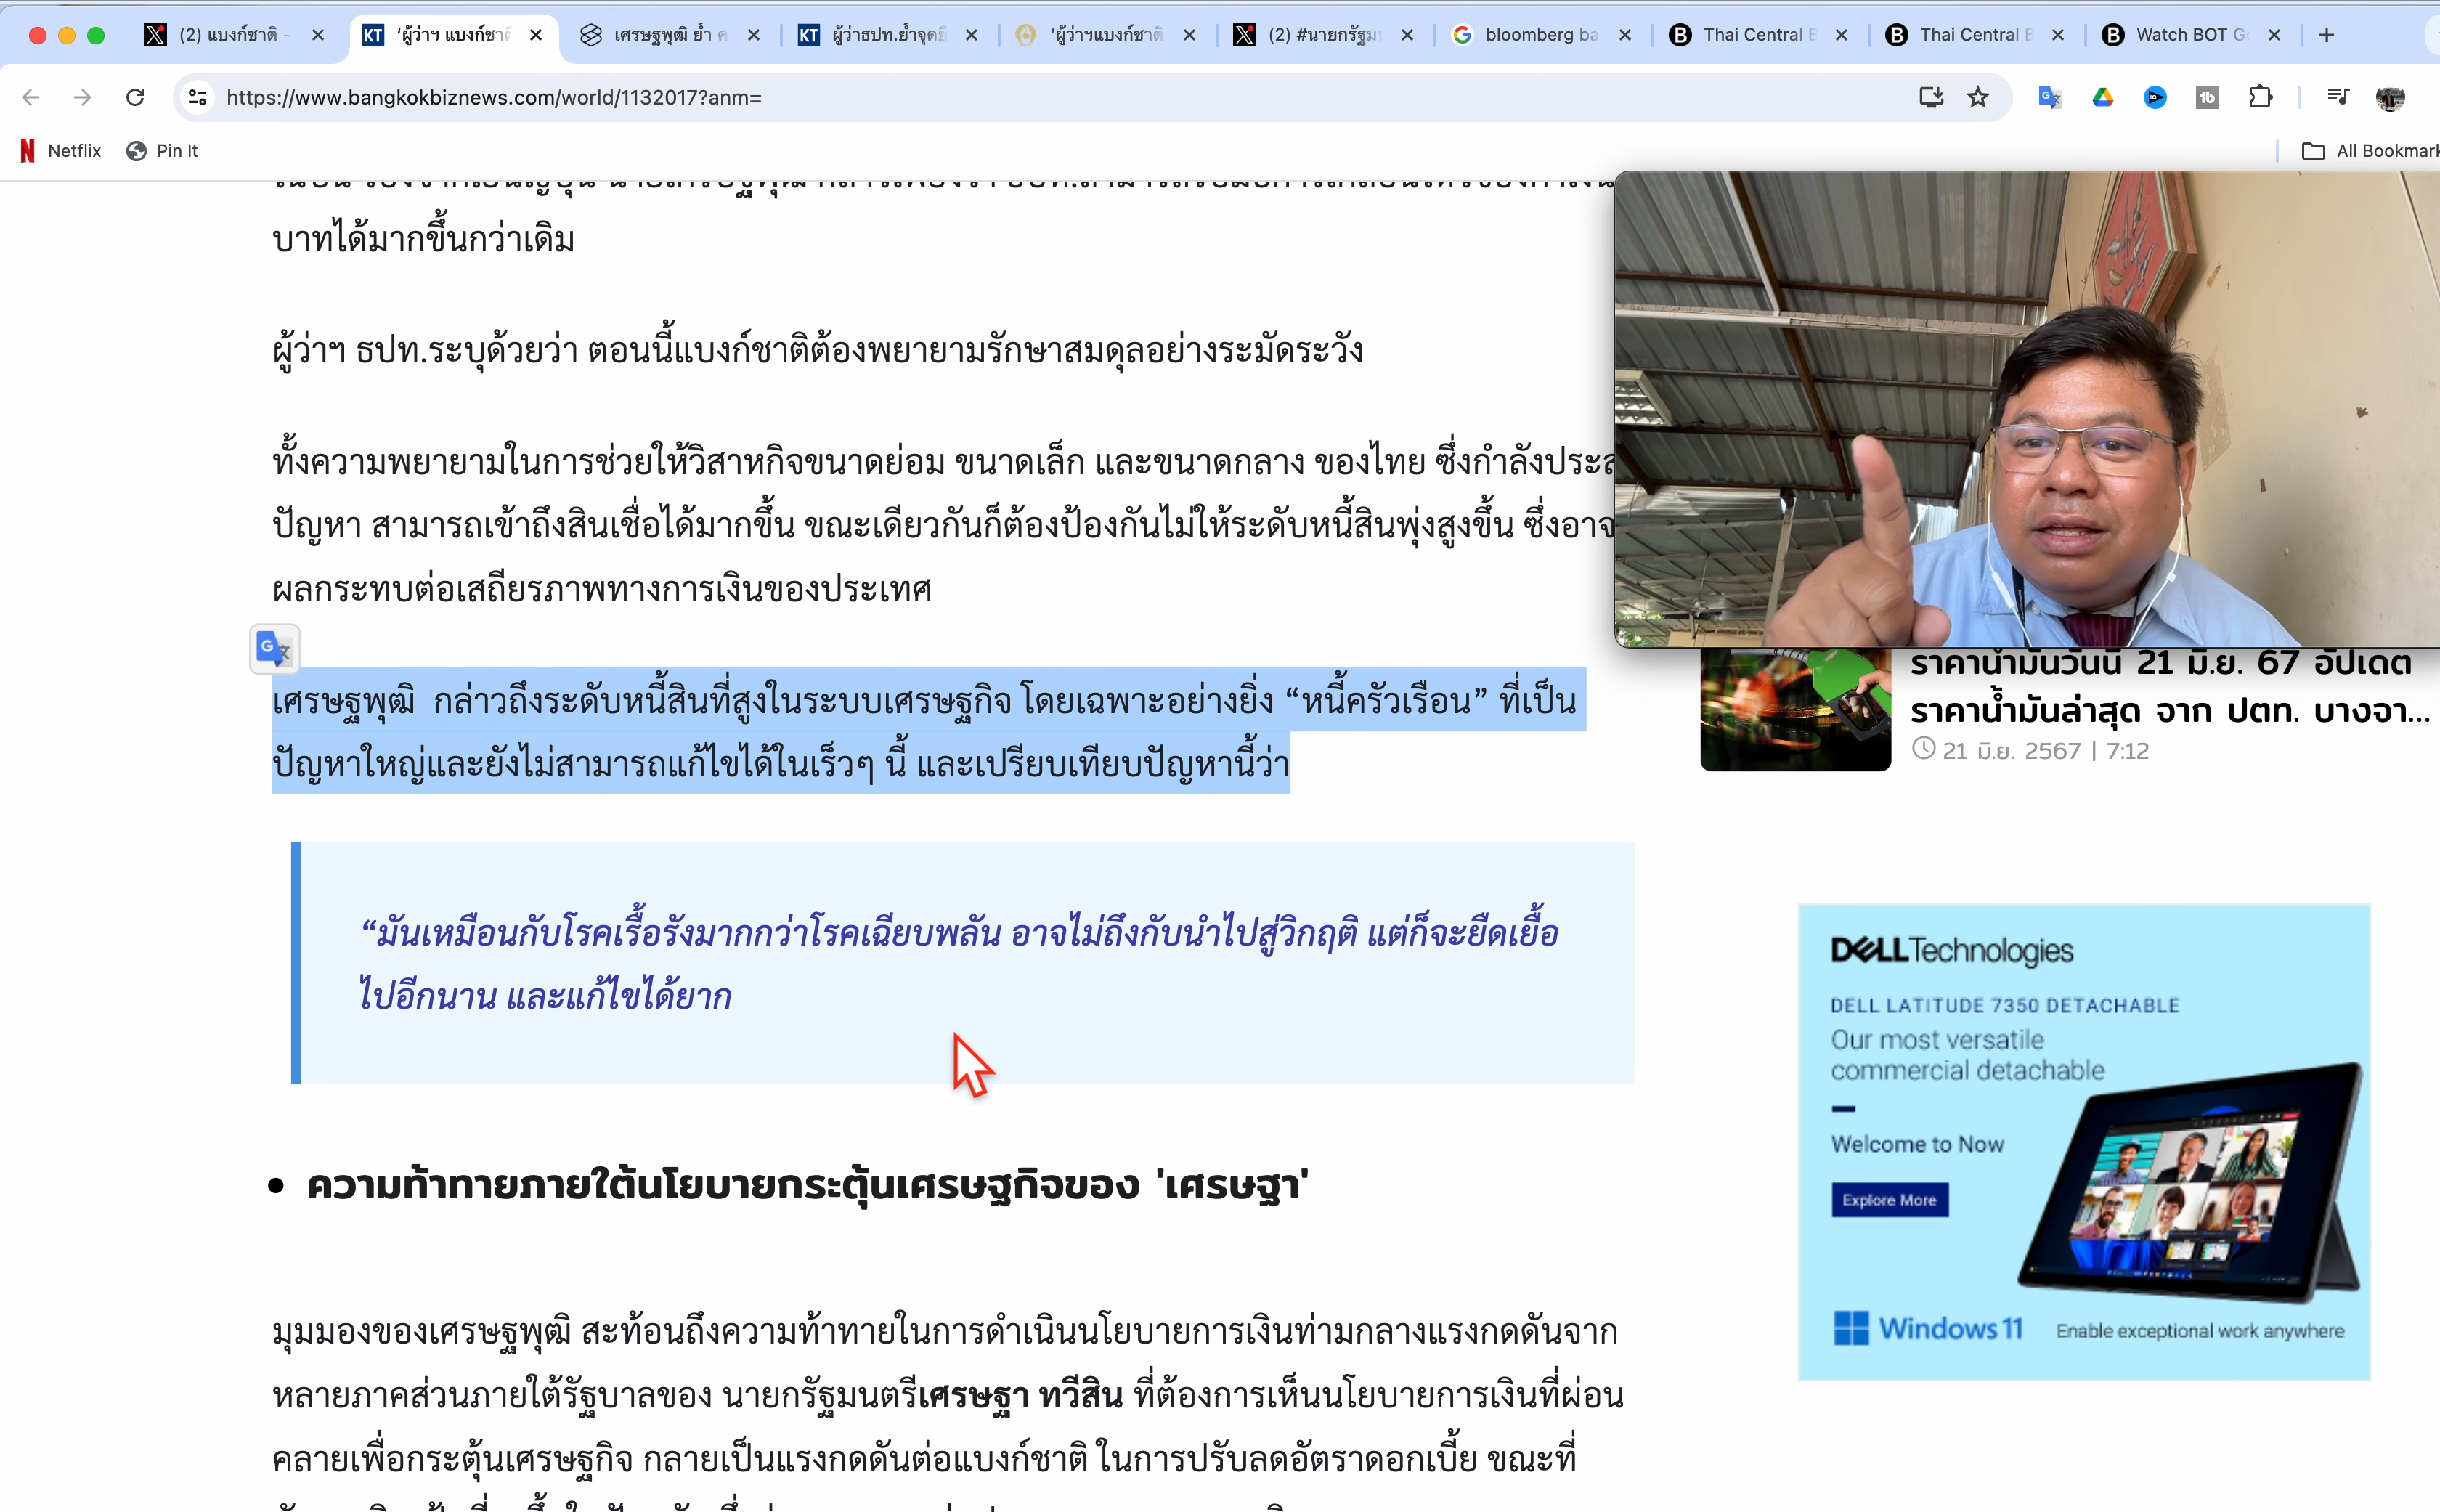 (2) แบงก์ชาติ -
KT
'ผู้ว่าฯ แบงก์ชาติ
เศรษฐพุฒิ ย้ำ ค
KT
ผู้ว่าธปท.ย้ำจุดยื
'ผู้ว่าฯแบงก์ชาติ
(2) #นายกรัฐมน
bloomberg ba
Thai Central B
Thai Central B
Watch BOT Go
https://www.bangkokbiznews.com/world/1132017?anm=
Netflix
Pin It
All Bookmark
บาทได้มากขึ้นกว่าเดิม
ผู้ว่าฯ ธปท.ระบุด้วยว่า ตอนนี้แบงก์ชาติต้องพยายามรักษาสมดุลอย่างระมัดระวัง
ทั้งความพยายามในการช่วยให้วิสาหกิจขนาดย่อม ขนาดเล็ก และขนาดกลาง ของไทย ซึ่งกำลังประส
ปัญหา สามารถเข้าถึงสินเชื่อได้มากขึ้น ขณะเดียวกันก็ต้องป้องกันไม่ให้ระดับหนี้สินพุ่งสูงขึ้น ซึ่งอาจ
ผลกระทบต่อเสถียรภาพทางการเงินของประเทศ
เศรษฐพุฒิ กล่าวถึงระดับหนี้สินที่สูงในระบบเศรษฐกิจ โดยเฉพาะอย่างยิ่ง “หนี้ครัวเรือน” ที่เป็น
ปัญหาใหญ่และยังไม่สามารถแก้ไขได้ในเร็วๆ นี้ และเปรียบเทียบปัญหานี้ว่า
“มันเหมือนกับโรคเรื้อรังมากกว่าโรคเฉียบพลัน อาจไม่ถึงกับนำไปสู่วิกฤติ แต่ก็จะยืดเยื้อ
ไปอีกนาน และแก้ไขได้ยาก
ความท้าทายภายใต้นโยบายกระตุ้นเศรษฐกิจของ 'เศรษฐา'
มุมมองของเศรษฐพุฒิ สะท้อนถึงความท้าทายในการดำเนินนโยบายการเงินท่ามกลางแรงกดดันจาก
หลายภาคส่วนภายใต้รัฐบาลของ นายกรัฐมนตรีเศรษฐา ทวีสิน ที่ต้องการเห็นนโยบายการเงินที่ผ่อน
คลายเพื่อกระตุ้นเศรษฐกิจ กลายเป็นแรงกดดันต่อแบงก์ชาติ ในการปรับลดอัตราดอกเบี้ย ขณะที่
ราคาน้ำมันวันนี้ 21 มิ.ย. 67 อัปเดต
ราคาน้ำมันล่าสุด จาก ปตท. บางจา...
21 มิ.ย. 2567 | 7:12
DELL Technologies
DELL LATITUDE 7350 DETACHABLE
Our most versatile
commercial detachable
Welcome to Now
Explore More
Windows 11
Enable exceptional work anywhere